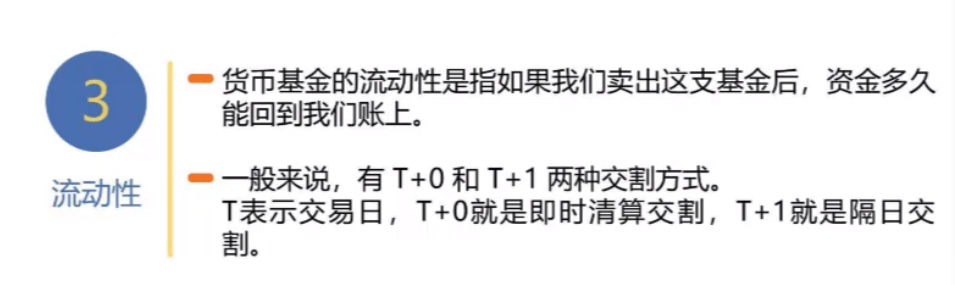 3
流动性
货币基金的流动性是指如果我们卖出这支基金后，资金多久
能回到我们账上。
一般来说，有 T+0 和 T+1 两种交割方式。
T表示交易日，T+0就是即时清算交割，T+1就是隔日交
割。